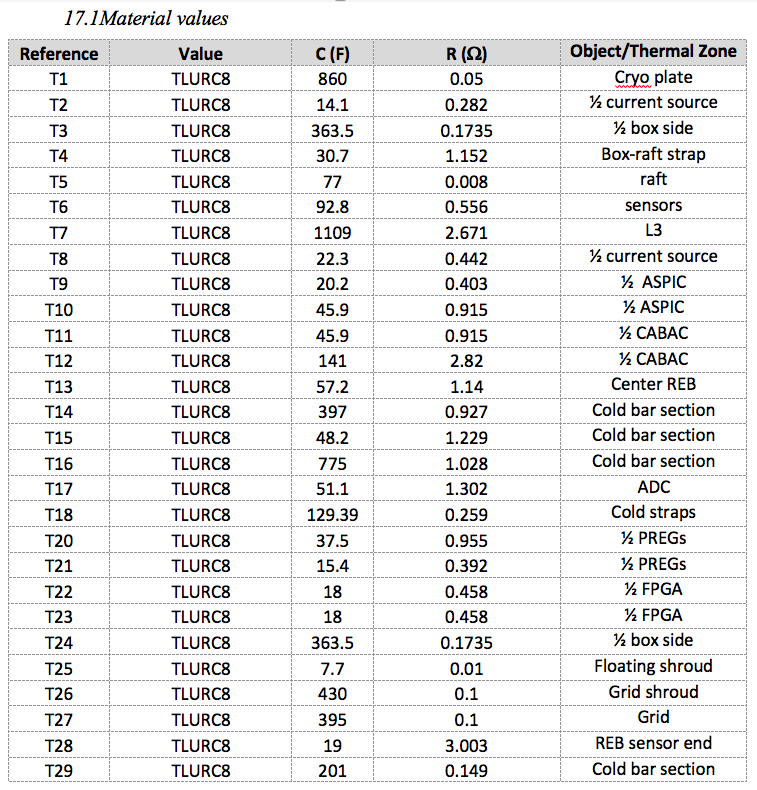 17.1Material values
Reference Value C (F) R (Ω) Object/Thermal Zone
T1 TLURC8 860 0.05 Cryo plate
T2 TLURC8 14.1 0.282 ½ current source
T3 TLURC8 363.5 0.1735 ½ box side
T4 TLURC8 30.7 1.152 Box-raft strap
T5 TLURC8 77 0.008 raft
T6 TLURC8 92.8 0.556 sensors
T7 TLURC8 1109 2.671 L3
T8 TLURC8 22.3 0.442 ½ current source
T9 TLURC8 20.2 0.403 ½ ASPIC
T10 TLURC8 45.9 0.915 ½ ASPIC
T11 TLURC8 45.9 0.915 ½ CABAC
T12 TLURC8 141 2.82 ½ CABAC
T13 TLURC8 57.2 1.14 Center REB
T14 TLURC8 397 0.927 Cold bar section
T15 TLURC8 48.2 1.229 Cold bar section
T16 TLURC8 775 1.028 Cold bar section
T17 TLURC8 51.1 1.302 ADC
T18 TLURC8 129.39 0.259 Cold straps
T20 TLURC8 37.5 0.955 ½ PREGs
T21 TLURC8 15.4 0.392 ½ PREGs
T22 TLURC8 18 0.458 ½ FPGA
T23 TLURC8 18 0.458 ½ FPGA
T24 TLURC8 363.5 0.1735 ½ box side
T25 TLURC8 7.7 0.01 Floating shroud
T26 TLURC8 430 0.1 Grid shroud
T27 TLURC8 395 0.1 Grid
T28 TLURC8 19 3.003 REB sensor end
T29 TLURC8 201 0.149 Cold bar section